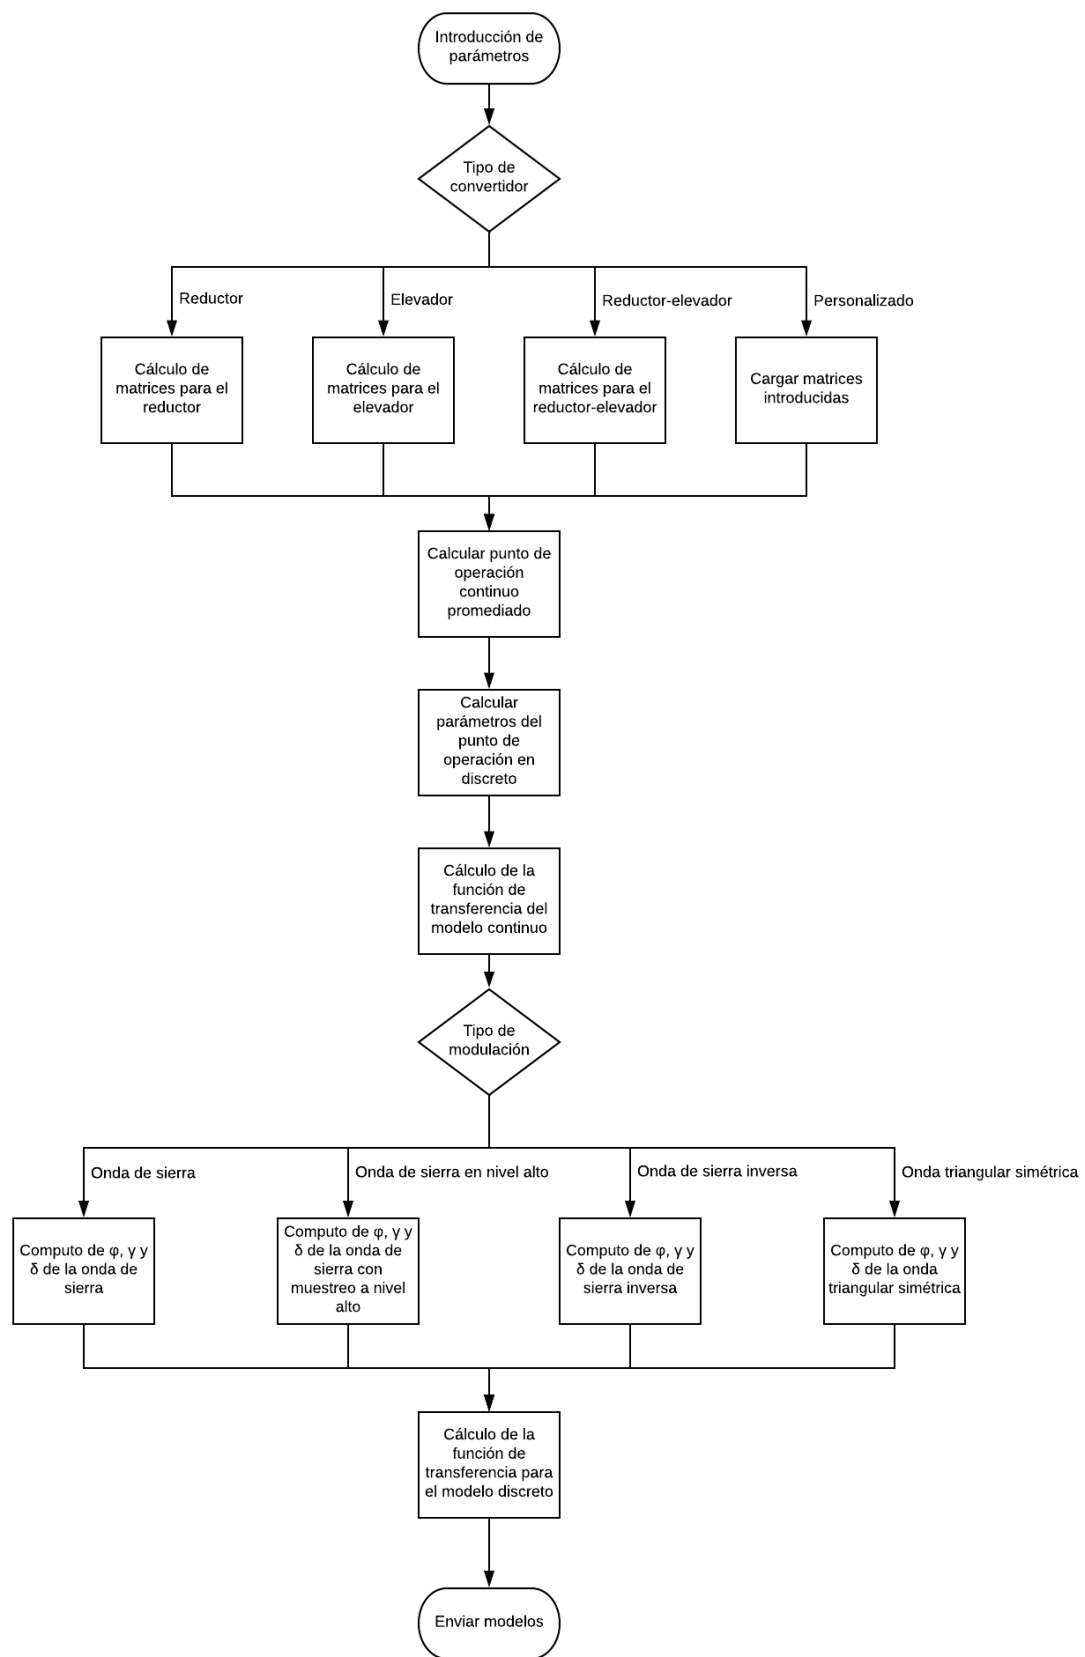 Introducción de
parámetros
Tipo de
convertidor
Reductor
Elevador
Reductor-elevador
Personalizado
Cálculo de
matrices para el
reductor
Cálculo de
matrices para el
elevador
Cálculo de
matrices para el
reductor-elevador
Cargar matrices
introducidas
Calcular punto de
operación
continuo
promediado
Calcular
parámetros del
punto de
operación en
discreto
Cálculo de la
función de
transferencia del
modelo continuo
Tipo de
modulación
Onda de sierra
Onda de sierra en nivel alto
Onda de sierra inversa
Onda triangular simétrica
Computo de φ, γ y
δ de la onda de
sierra
Computo de φ, γ y
δ de la onda de
sierra con
muestreo a nivel
alto
Computo de φ, γ y
δ de la onda de
sierra inversa
Computo de φ, γ y
δ de la onda
triangular simétrica
Cálculo de la
función de
transferencia para
el modelo discreto
Enviar modelos